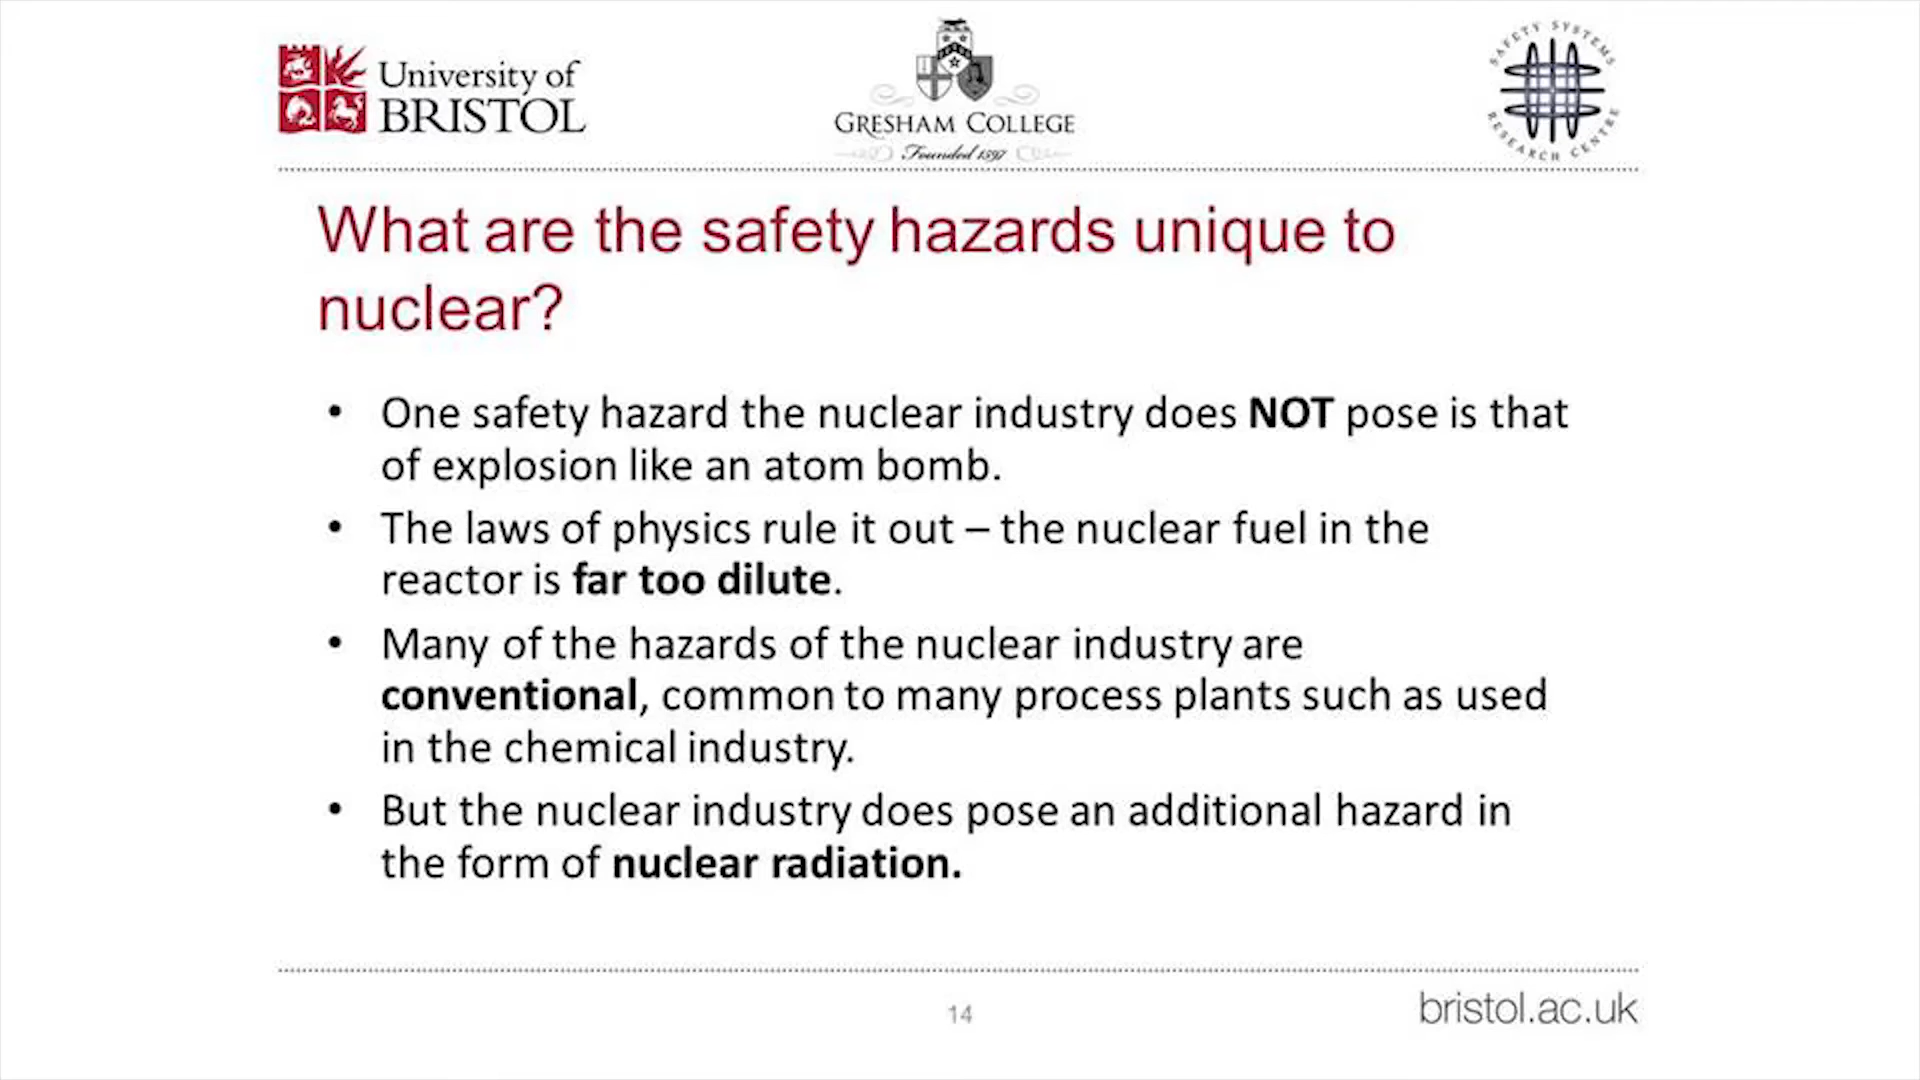 University of
BRISTOL
GRESHAM COLLEGE
Founded 1597
SAFETY SYSTEMS
RESEARCH CENTRE
What are the safety hazards unique to
nuclear?
• One safety hazard the nuclear industry does NOT pose is that
of explosion like an atom bomb.
• The laws of physics rule it out – the nuclear fuel in the
reactor is far too dilute.
• Many of the hazards of the nuclear industry are
conventional, common to many process plants such as used
in the chemical industry.
• But the nuclear industry does pose an additional hazard in
the form of nuclear radiation.
14
bristol.ac.uk